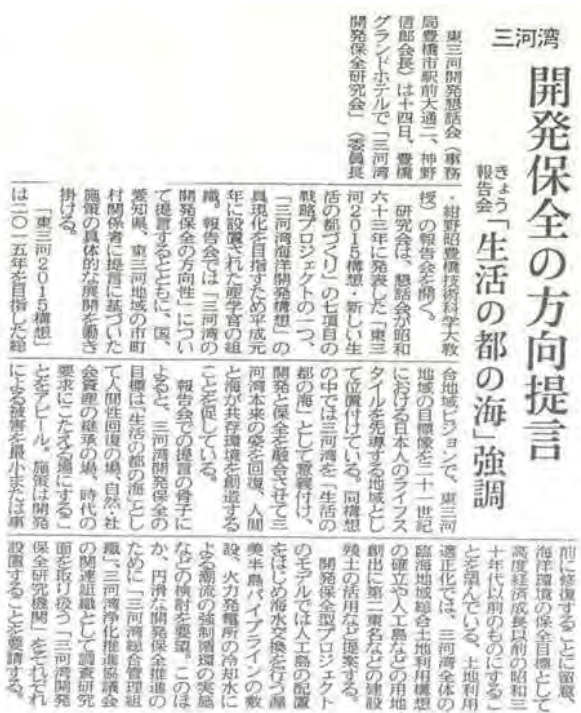 三河湾
開発保全の方向提言
きょう
報告会
「生活の都の海」強調
東三河開発懇話会（事務
局豊橋市駅前大通二、神野
信郎会長）は十四日、豊橋
グランドホテルで「三河湾
開発保全研究会」（委員長
・紺野昭豊橋技術科学大教
授）の報告会を開く。
研究会は、懇話会が昭和
六十三年に発表した「東三
河２０１５構想・新しい生
活の都づくり」の七項目の
戦略プロジェクトの一つ、
「三河湾海洋開発構想」の
具現化を目指すため平成元
年に設置された産学官の組
織。報告会では「三河湾の
開発保全の方向性」につい
て提言するとともに、国、
愛知県、東三河地域の市町
村関係者に提言に基づいた
施策の具体的な展開を働き
掛ける。
「東三河２０１５構想」
は二〇一五年を目指した総
合地域ビジョンで、東三河
地域の目標像を二十一世紀
における日本人のライフス
タイルを先導する地域とし
て位置付けている。同構想
の中では三河湾を「生活の
都の海」として意義付け、
開発と保全を融合させて三
河湾本来の姿を回復、人間
と海が共存環境を創造する
ことを促している。
報告会での提言の骨子に
よると、三河湾開発保全の
目標は「生活の都の海」とし
て人間性回復の場、自然・社
会資産の継承の場、時代の
要求にこたえる場にするこ
とをアピール。施策は開発
による被害を最小または事
前に修復することに留意、
海洋環境の保全目標として
高度経済成長以前の昭和三
十年代以前のものにするこ
とを望んでいる。土地利用
適正化では、三河湾全体の
臨海地域総合土地利用構想
の確立や人工島などの用地
創出に第二東名などの建設
残土の活用など提案する。
開発保全型プロジェクト
のモデルでは人工島の配置
をはじめ海水交換を行う渥
美半島パイプラインの敷
設、火力発電所の冷却水に
よる潮流の強制循環の実施
などの検討を要望。このほ
か、円滑な開発保全推進の
ために「三河湾総合管理組
織」、三河湾浄化推進協議会
の関連組織として調査研究
面を取り扱う「三河湾開発
保全研究機関」をそれぞれ
設置することを要請する。